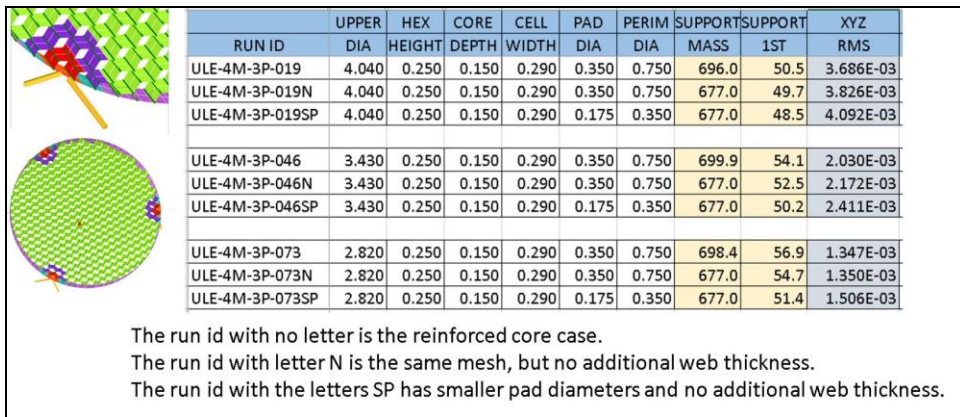 UPPER HEX CORE CELL PAD PERIM SUPPORT SUPPORT XYZ
RUN ID DIA HEIGHT DEPTH WIDTH DIA DIA MASS 1ST RMS
ULE-4M-3P-019 4.040 0.250 0.150 0.290 0.350 0.750 696.0 50.5 3.686E-03
ULE-4M-3P-019N 4.040 0.250 0.150 0.290 0.350 0.750 677.0 49.7 3.826E-03
ULE-4M-3P-019SP 4.040 0.250 0.150 0.290 0.175 0.350 677.0 48.5 4.092E-03
ULE-4M-3P-046 3.430 0.250 0.150 0.290 0.350 0.750 699.9 54.1 2.030E-03
ULE-4M-3P-046N 3.430 0.250 0.150 0.290 0.350 0.750 677.0 52.5 2.172E-03
ULE-4M-3P-046SP 3.430 0.250 0.150 0.290 0.175 0.350 677.0 50.2 2.411E-03
ULE-4M-3P-073 2.820 0.250 0.150 0.290 0.350 0.750 698.4 56.9 1.347E-03
ULE-4M-3P-073N 2.820 0.250 0.150 0.290 0.350 0.750 677.0 54.7 1.350E-03
ULE-4M-3P-073SP 2.820 0.250 0.150 0.290 0.175 0.350 677.0 51.4 1.506E-03
The run id with no letter is the reinforced core case.
The run id with letter N is the same mesh, but no additional web thickness.
The run id with the letters SP has smaller pad diameters and no additional web thickness.